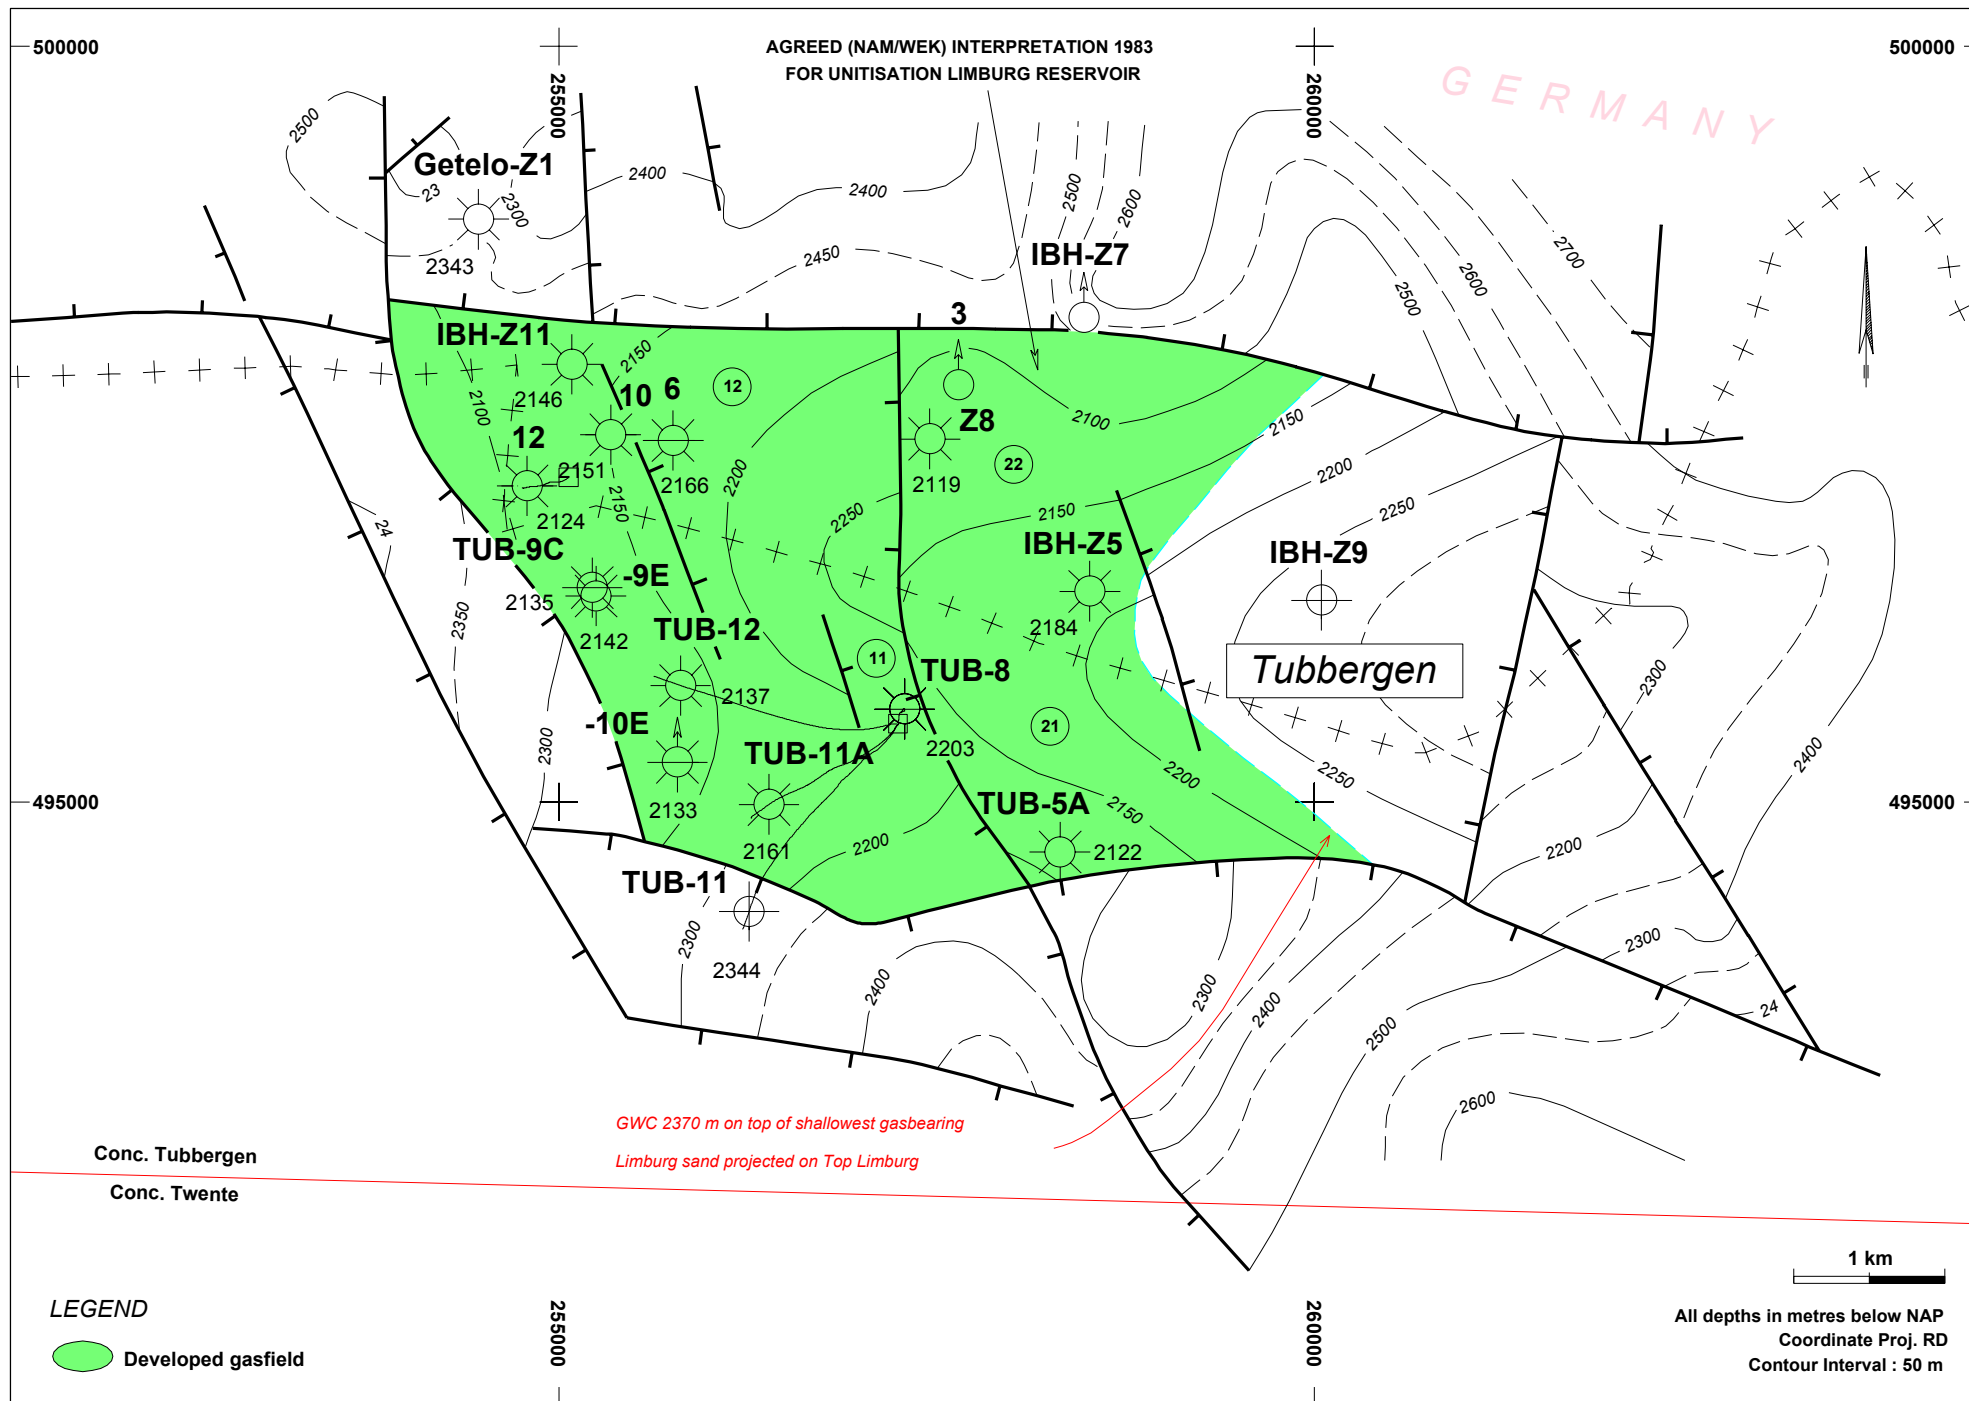 500000
255000
AGREED (NAM/WEK) INTERPRETATION 1983
FOR UNITISATION LIMBURG RESERVOIR
260000
500000
GERMANY
2500
Getelo-Z1
23
2300
2343
2400
2400
2450
2500
2600
IBH-Z7
2500
2600
2700
IBH-Z11
2146
2150
2100
10
6
12
3
Z8
2119
22
2100
2150
2200
2250
12
2151
2124
2150
2166
2200
2250
2150
24
TUB-9C
-9E
2135
2142
IBH-Z5
2184
IBH-Z9
2350
TUB-12
2137
11
TUB-8
2203
21
Tubbergen
2300
-10E
2133
2300
TUB-11A
2161
2200
2250
2400
495000
TUB-5A
2122
2150
2200
2200
495000
TUB-11
2344
2300
2400
2300
2400
2500
2300
24
2600
GWC 2370 m on top of shallowest gasbearing
Limburg sand projected on Top Limburg
Conc. Tubbergen
Conc. Twente
LEGEND
Developed gasfield
255000
260000
1 km
All depths in metres below NAP
Coordinate Proj. RD
Contour Interval : 50 m